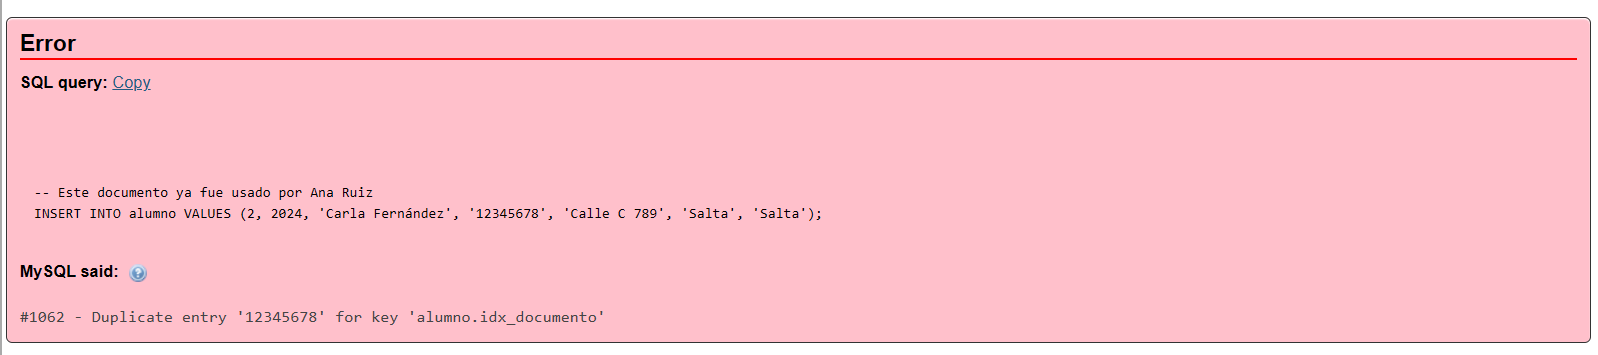 Error
SQL query: Copy
-- Este documento ya fue usado por Ana Ruiz
INSERT INTO alumno VALUES (2, 2024, 'Carla Fernández', '12345678', 'Calle C 789', 'Salta', 'Salta');
MySQL said:
#1062 - Duplicate entry '12345678' for key 'alumno.idx_documento'